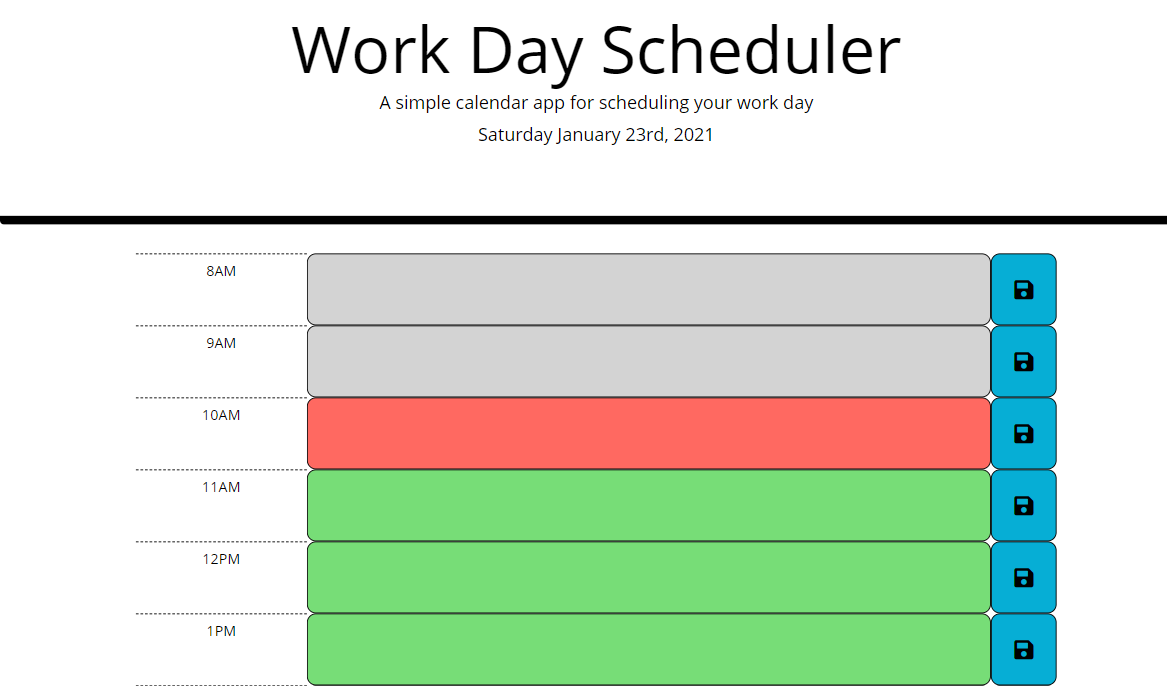 Work Day Scheduler
A simple calendar app for scheduling your work day
Saturday January 23rd, 2021
8AM
9AM
10AM
11AM
12PM
1PM